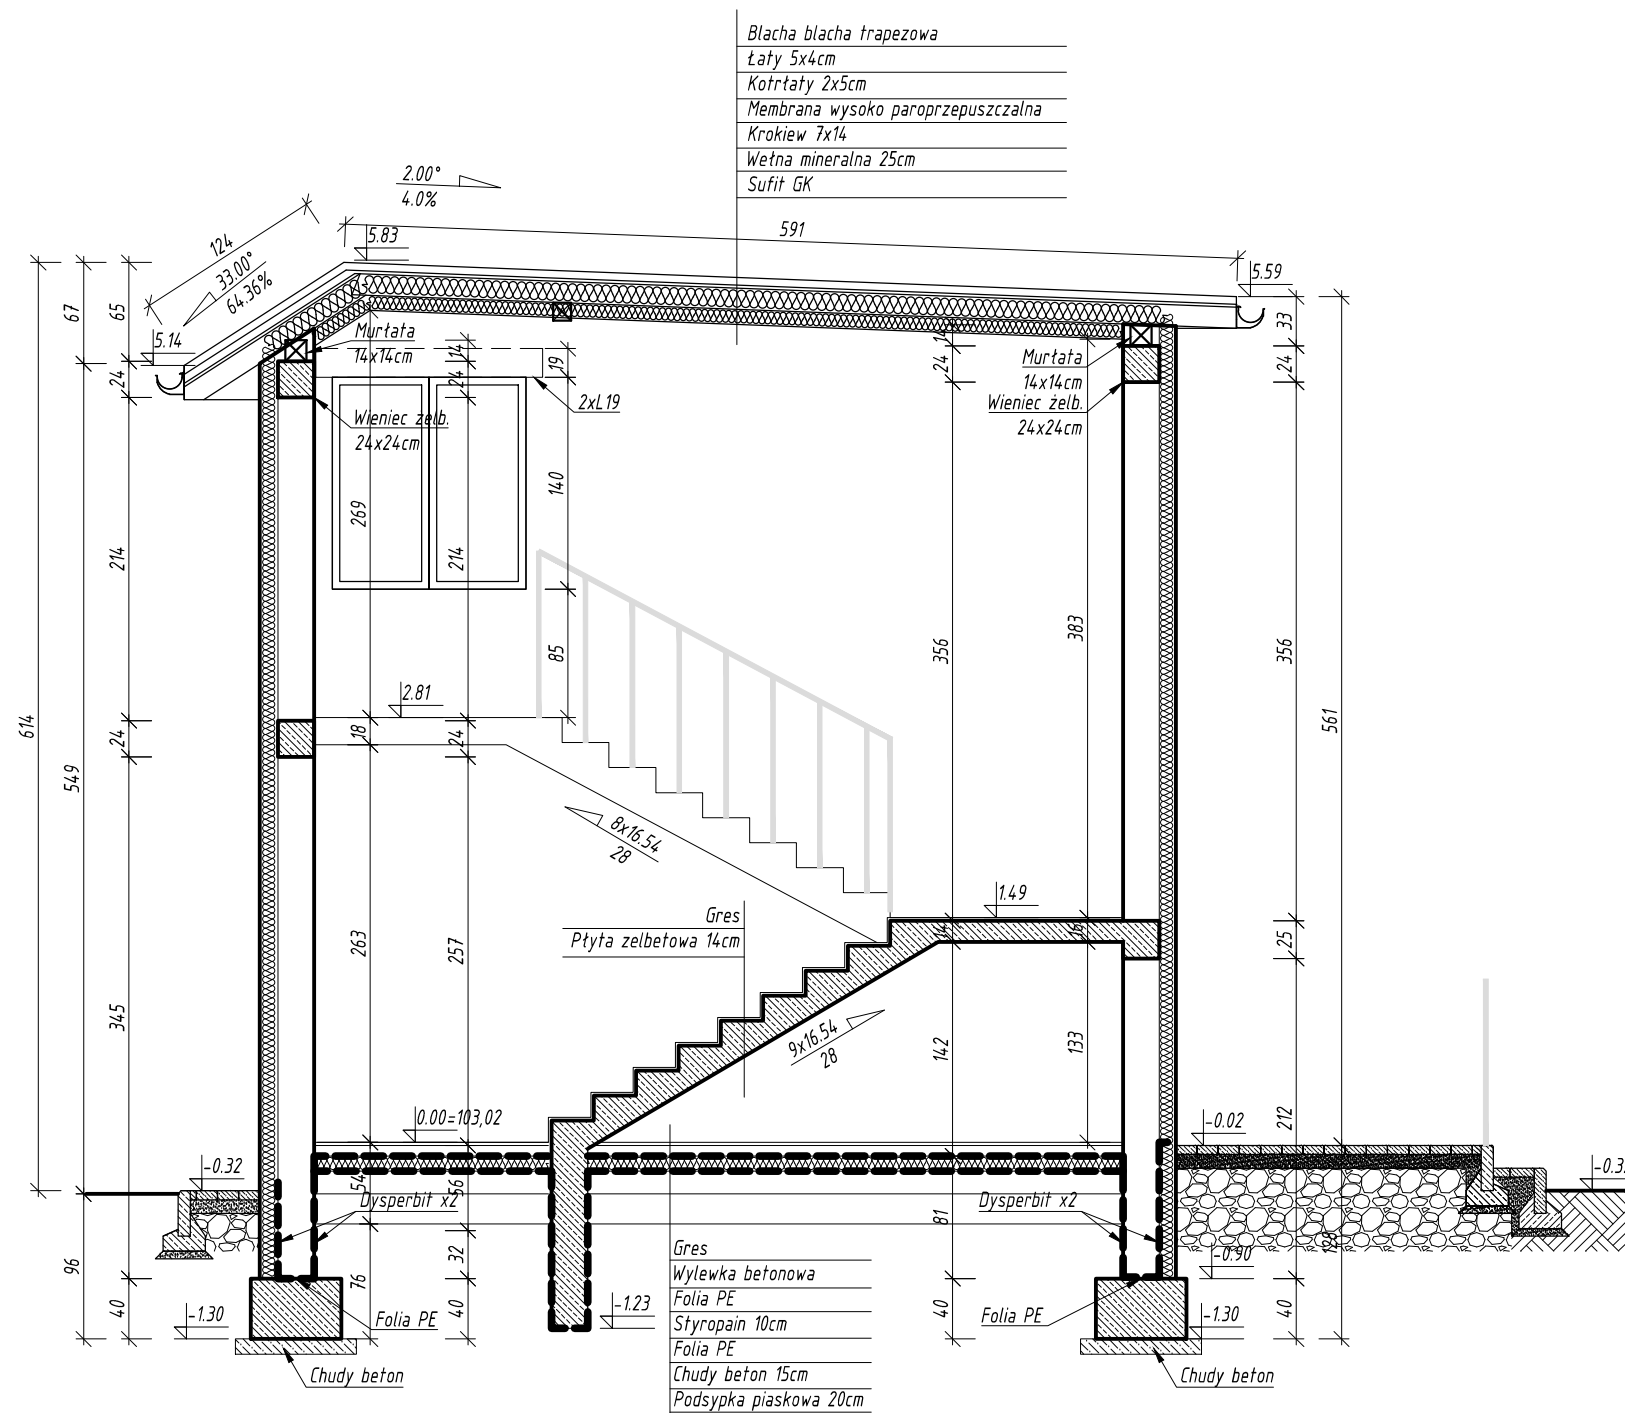 Blacha blacha trapezowa
Łaty 5x4cm
Kotrłaty 2x5cm
Membrana wysoko paroprzepuszczalna
Krokiew 7x14
Wełna mineralna 25cm
Sufit GK
2.00°
4.0%
591
124
33.00°
64.36%
5.83
5.59
5.14
67
65
24
214
24
345
40
614
549
96
Murłata
14x14cm
Wieniec żelb.
24x24cm
2xL19
14
24
19
269
214
140
85
2.81
18
24
8x16.54
28
263
257
Murłata
14x14cm
Wieniec żelb.
24x24cm
14
24
33
24
356
383
356
561
1.49
14
16
25
Gres
Płyta zelbetowa 14cm
9x16.54
28
142
133
212
0.00=103,02
-0.02
-0.32
54
56
Dysperbit x2
Dysperbit x2
81
128
-0.90
76
32
40
40
40
-1.30
-1.23
-1.30
Folia PE
Folia PE
Chudy beton
Chudy beton
Gres
Wylewka betonowa
Folia PE
Styropain 10cm
Folia PE
Chudy beton 15cm
Podsypka piaskowa 20cm